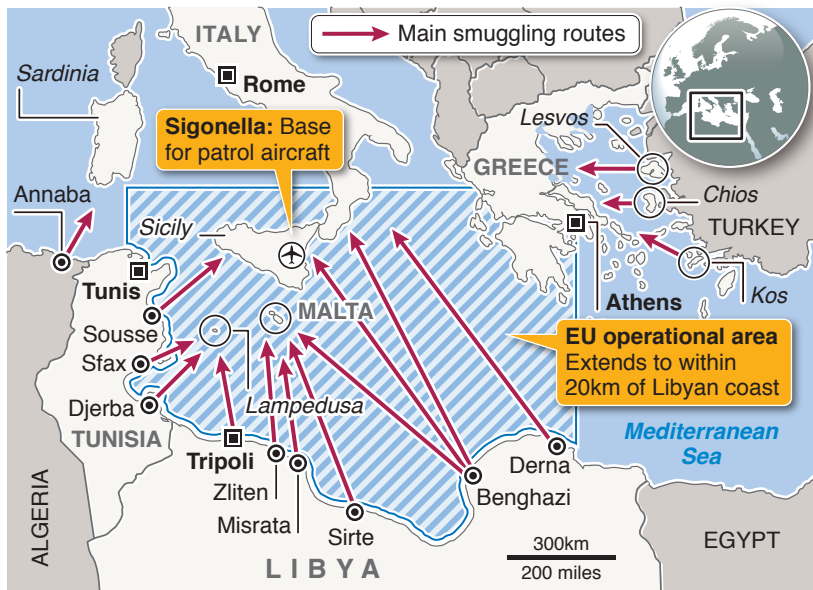 ITALY
Main smuggling routes
Sardinia
Rome
Sigonella: Base
for patrol aircraft
Lesvos
GREECE
Annaba
Chios
Sicily
TURKEY
Tunis
MALTA
Athens
Kos
Sousse
Sfax
EU operational area
Extends to within
20km of Libyan coast
Djerba
Lampedusa
TUNISIA
Mediterranean
Sea
Tripoli
Derna
Zliten
Benghazi
Misrata
Sirte
ALGERIA
LIBYA
300km
200 miles
EGYPT